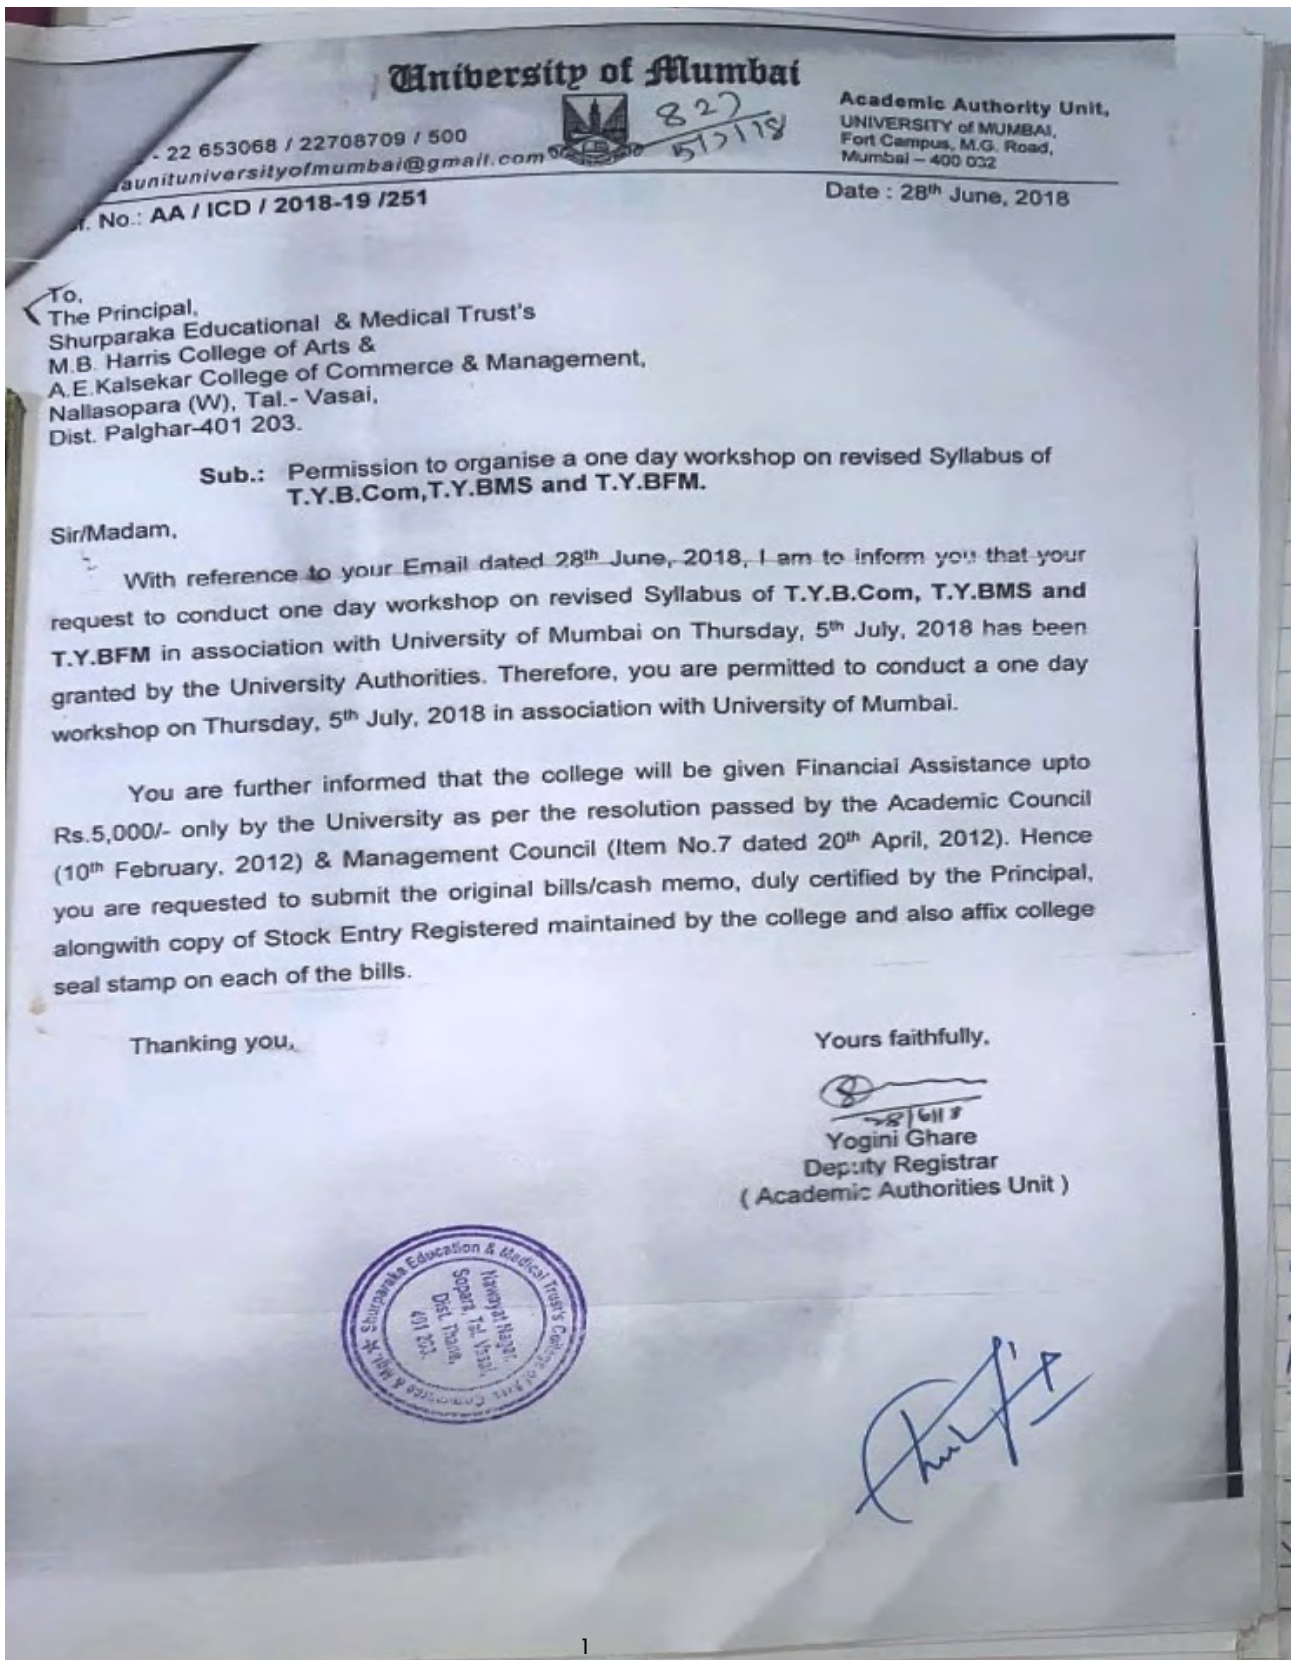 University of Mumbai
827
5/7/18
- 22 653068 / 22708709 / 500
aunituniversityofmumbai@gmail.com
Academic Authority Unit,
UNIVERSITY of MUMBAI,
Fort Campus, M.G. Road,
Mumbai – 400 032
No.: AA / ICD / 2018-19 /251
Date : 28th June, 2018
To,
The Principal,
Shurparaka Educational & Medical Trust's
M.B. Harris College of Arts &
A.E.Kalsekar College of Commerce & Management,
Nallasopara (W), Tal.- Vasai,
Dist. Palghar-401 203.
Sub.: Permission to organise a one day workshop on revised Syllabus of
T.Y.B.Com,T.Y.BMS and T.Y.BFM.
Sir/Madam,
With reference to your Email dated 28th June, 2018, I am to inform you that your
request to conduct one day workshop on revised Syllabus of T.Y.B.Com, T.Y.BMS and
T.Y.BFM in association with University of Mumbai on Thursday, 5th July, 2018 has been
granted by the University Authorities. Therefore, you are permitted to conduct a one day
workshop on Thursday, 5th July, 2018 in association with University of Mumbai.
You are further informed that the college will be given Financial Assistance upto
Rs.5,000/- only by the University as per the resolution passed by the Academic Council
(10th February, 2012) & Management Council (Item No.7 dated 20th April, 2012). Hence
you are requested to submit the original bills/cash memo, duly certified by the Principal,
alongwith copy of Stock Entry Registered maintained by the college and also affix college
seal stamp on each of the bills.
Thanking you,
Yours faithfully,
28/6/18
Yogini Ghare
Deputy Registrar
( Academic Authorities Unit )
Shurparaka Education & Medical Trust's College of Arts Commerce & Mgt.
Nawayat Nagar,
Sopara, Tal. Vasai,
Dist. Thane,
401 203.
1